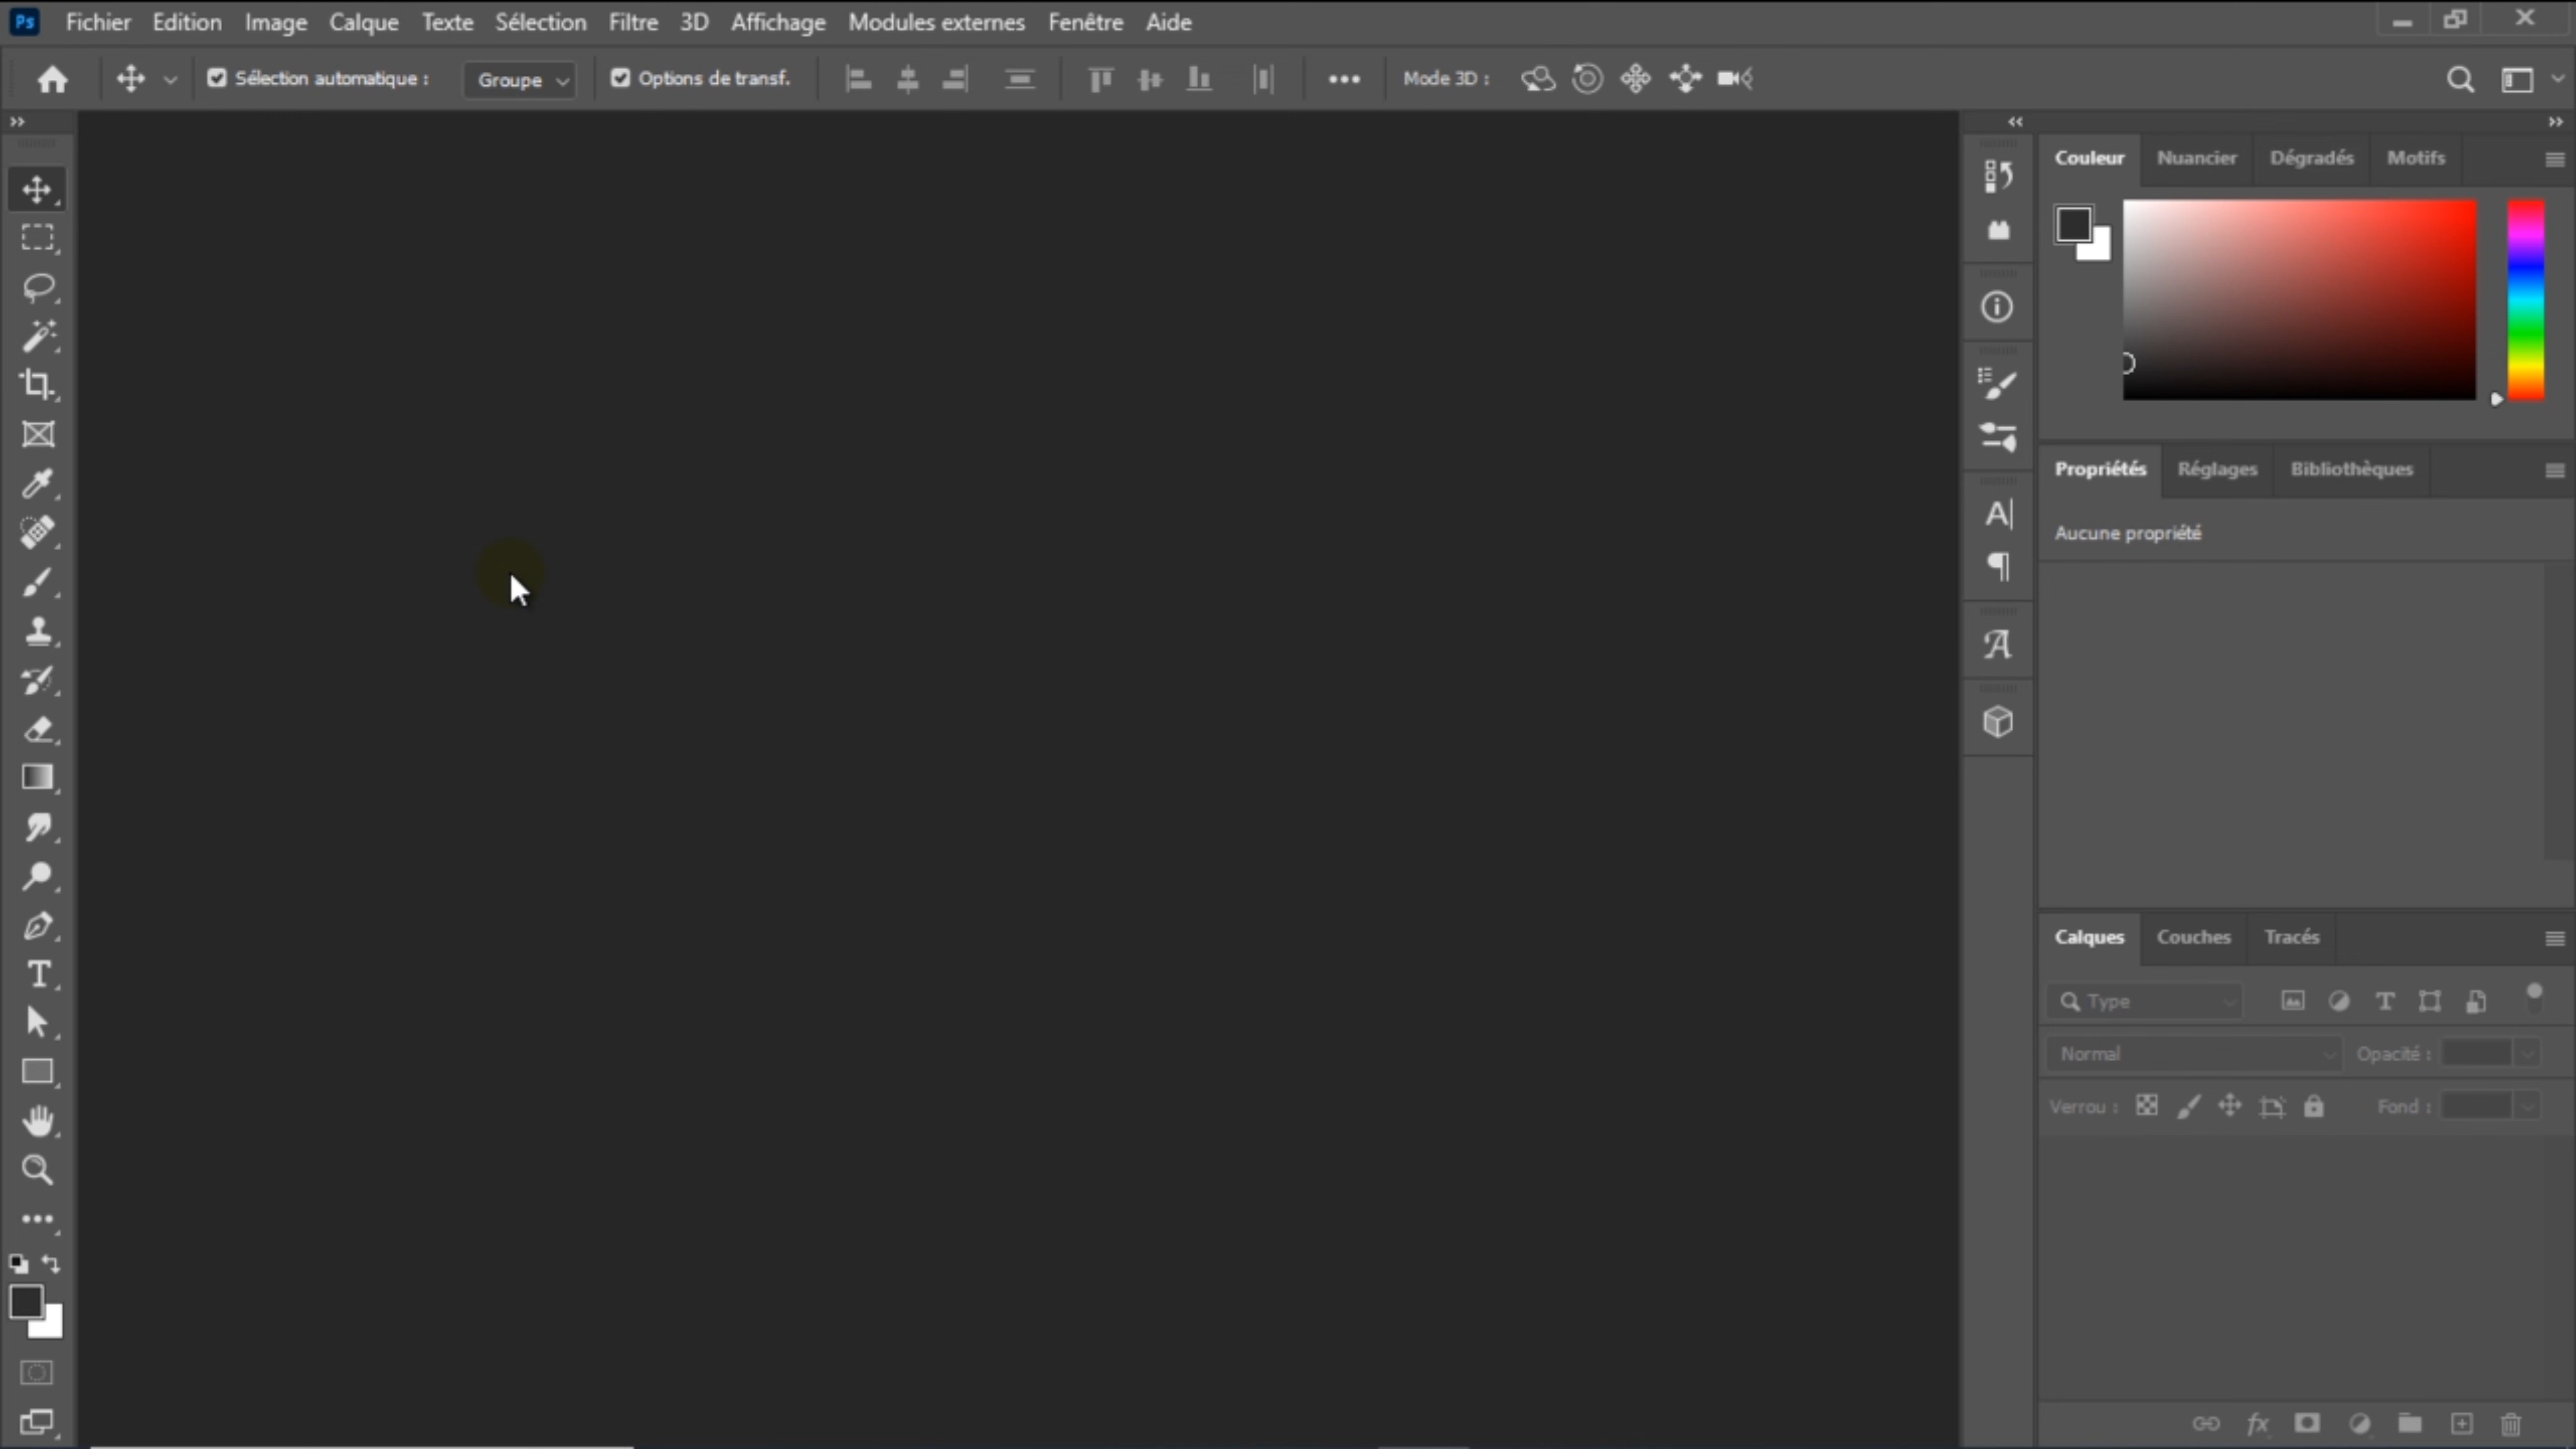 Ps Fichier Edition Image Calque Texte Sélection Filtre 3D Affichage Modules externes Fenêtre Aide
Sélection automatique : Groupe Options de transf. Mode 3D :
Couleur Nuancier Dégradés Motifs
Propriétés Réglages Bibliothèques
Aucune propriété
Calques Couches Tracés
Type
Normal Opacité :
Verrou : Fond :
fx